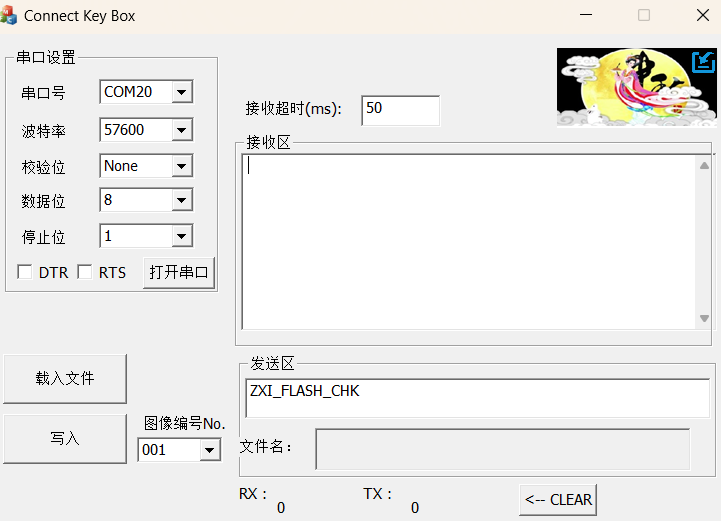 Connect Key Box
串口设置
串口号 COM20
波特率 57600
校验位 None
数据位 8
停止位 1
DTR RTS 打开串口
接收超时(ms): 50
接收区
载入文件
写入
图像编号No.
001
发送区
ZXI_FLASH_CHK
文件名：
RX： 0
TX： 0
<-- CLEAR